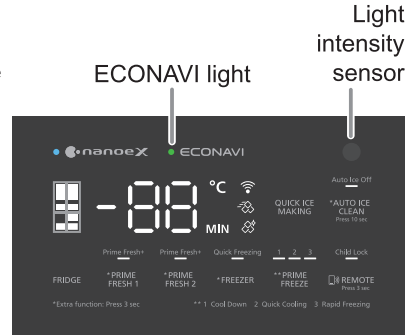 Light
intensity
sensor
ECONAVI light
nanoeX
ECONAVI
Auto Ice Off
-88 °C
MIN
QUICK ICE
MAKING
*AUTO ICE
CLEAN
Press 10 sec
Prime Fresh+ Prime Fresh+ Quick Freezing 1 2 3 Child Lock
FRIDGE
*PRIME
FRESH 1
*PRIME
FRESH 2
*FREEZER
**PRIME
FREEZE
REMOTE
Press 3 sec
*Extra function: Press 3 sec
** 1 Cool Down 2 Quick Cooling 3 Rapid Freezing